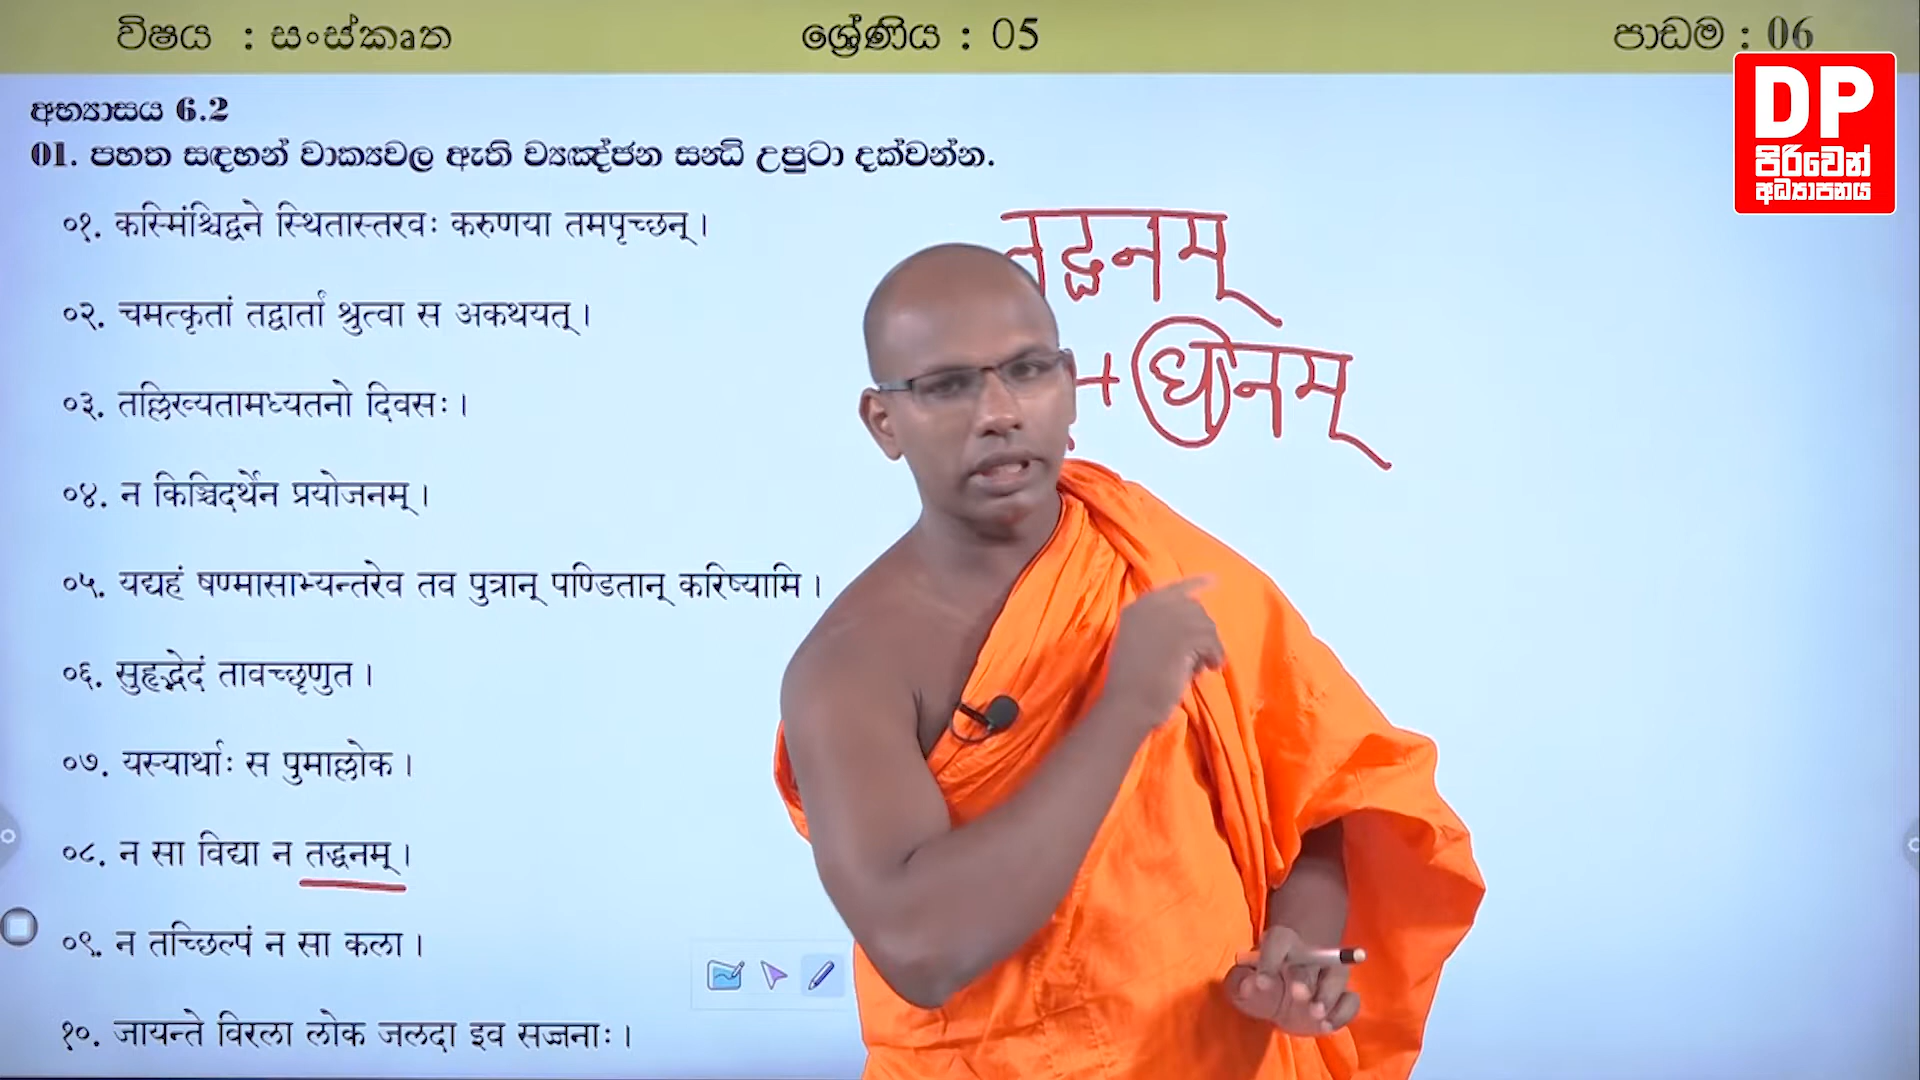 විෂය : සංස්කෘත ශ්‍රේණිය : 05 පාඩම : 06
DP
පිරිවෙන්
අධ්‍යාපනය
අභ්‍යාසය 6.2
01. පහත සඳහන් වාක්‍යවල ඇති ව්‍යඤ්ජන සන්ධි උපුටා දක්වන්න.
०१. कस्मिंश्चिद्वने स्थितास्तरवः करुणया तमपृच्छन् ।
०२. चमत्कृतां तद्वार्तां श्रुत्वा स अकथयत् ।
०३. तल्लिख्यतामध्यतनो दिवसः ।
०४. न किञ्चिदर्थेन प्रयोजनम् ।
०५. यद्यहं षण्मासाभ्यन्तरेव तव पुत्रान् पण्डितान् करिष्यामि ।
०६. सुहृद्भेदं तावच्छृणुत ।
०७. यस्यार्थाः स पुमाल्लोक ।
०८. न सा विद्या न तद्धनम् ।
०९. न तच्छिल्पं न सा कला ।
१०. जायन्ते विरला लोक जलदा इव सज्जनाः ।
तद्धनम्
+ धनम्